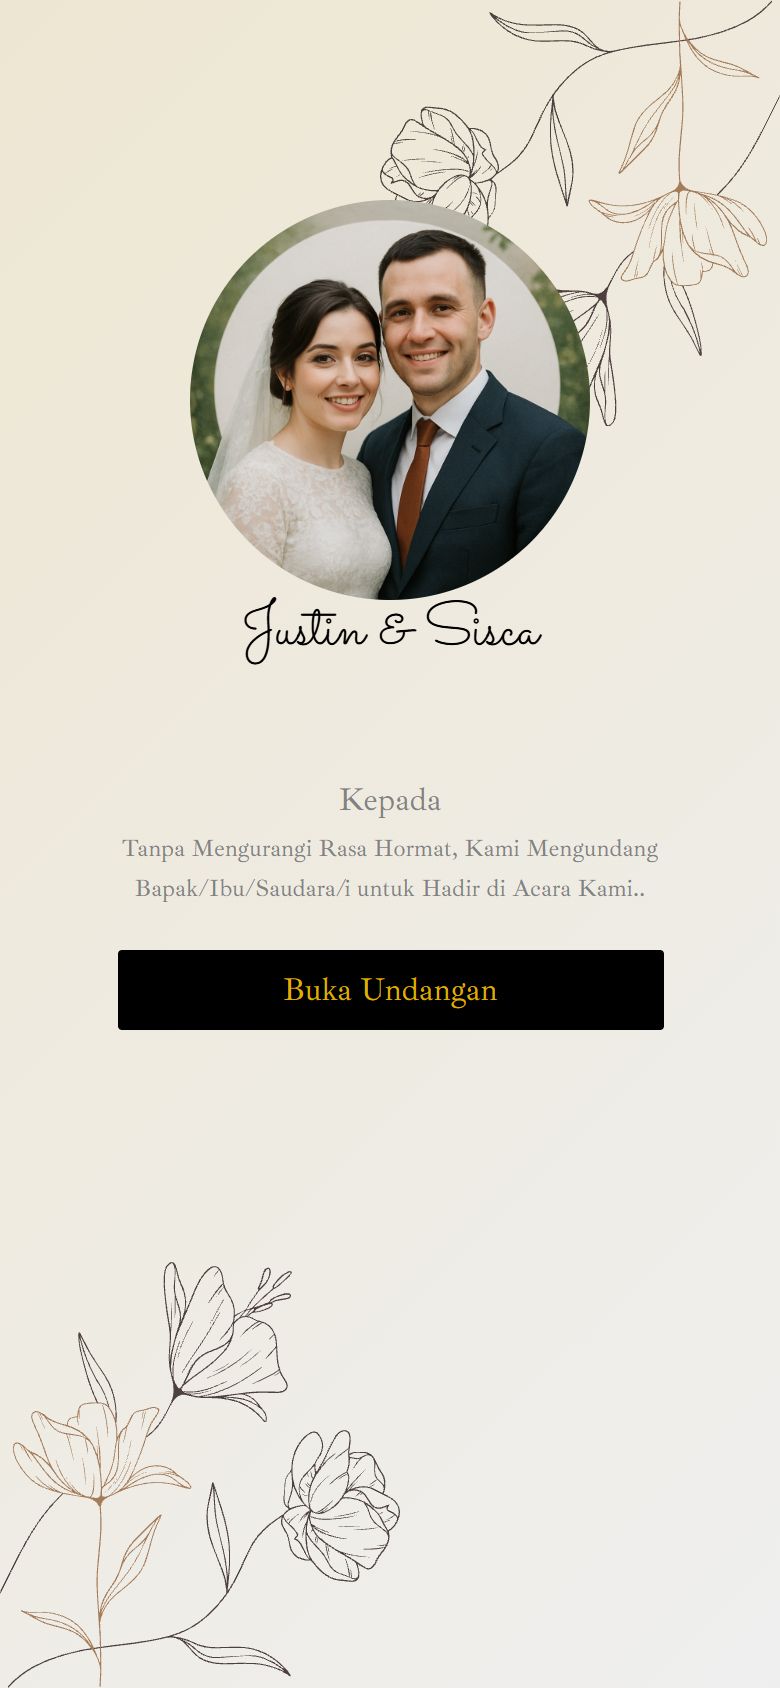 Justin & Sisca
Kepada
Tanpa Mengurangi Rasa Hormat, Kami Mengundang
Bapak/Ibu/Saudara/i untuk Hadir di Acara Kami..
Buka Undangan